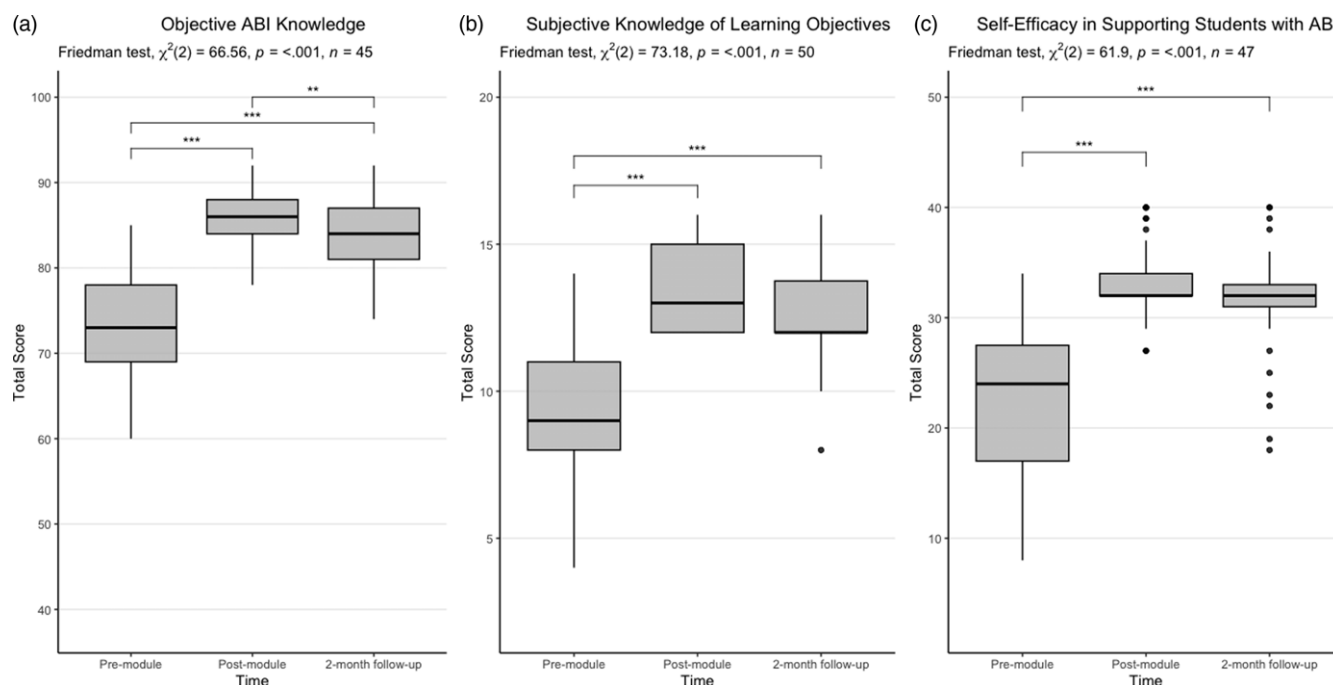 (a)
Objective ABI Knowledge
Friedman test, χ²(2) = 66.56, p = <.001, n = 45
Total Score
100
90
80
70
60
50
40
**
***
***
Pre-module
Post-module
2-month follow-up
Time
(b)
Subjective Knowledge of Learning Objectives
Friedman test, χ²(2) = 73.18, p = <.001, n = 50
Total Score
20
15
10
5
***
***
Pre-module
Post-module
2-month follow-up
Time
(c)
Self-Efficacy in Supporting Students with AB
Friedman test, χ²(2) = 61.9, p = <.001, n = 47
Total Score
50
40
30
20
10
***
***
Pre-module
Post-module
2-month follow-up
Time